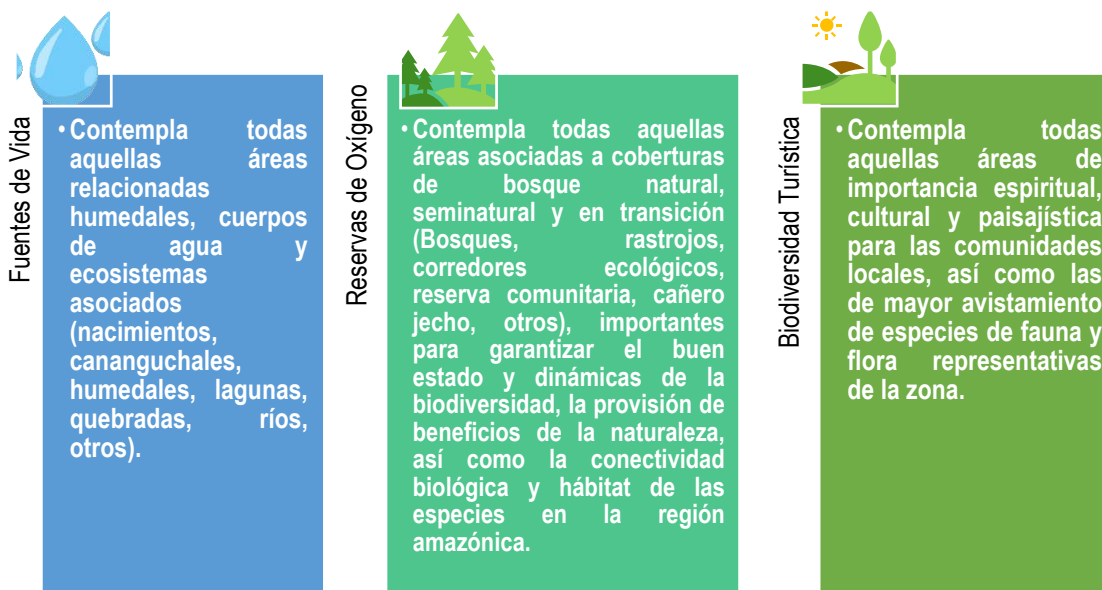 Fuentes de Vida
• Contempla todas
aquellas áreas
relacionadas
humedales, cuerpos
de agua y
ecosistemas
asociados
(nacimientos,
cananguchales,
humedales, lagunas,
quebradas, ríos,
otros).
Reservas de Oxígeno
• Contempla todas aquellas
áreas asociadas a coberturas
de bosque natural,
seminatural y en transición
(Bosques, rastrojos,
corredores ecológicos,
reserva comunitaria, cañero
jecho, otros), importantes
para garantizar el buen
estado y dinámicas de la
biodiversidad, la provisión de
beneficios de la naturaleza,
así como la conectividad
biológica y hábitat de las
especies en la región
amazónica.
Biodiversidad Turística
• Contempla todas
aquellas áreas de
importancia espiritual,
cultural y paisajística
para las comunidades
locales, así como las
de mayor avistamiento
de especies de fauna y
flora representativas
de la zona.